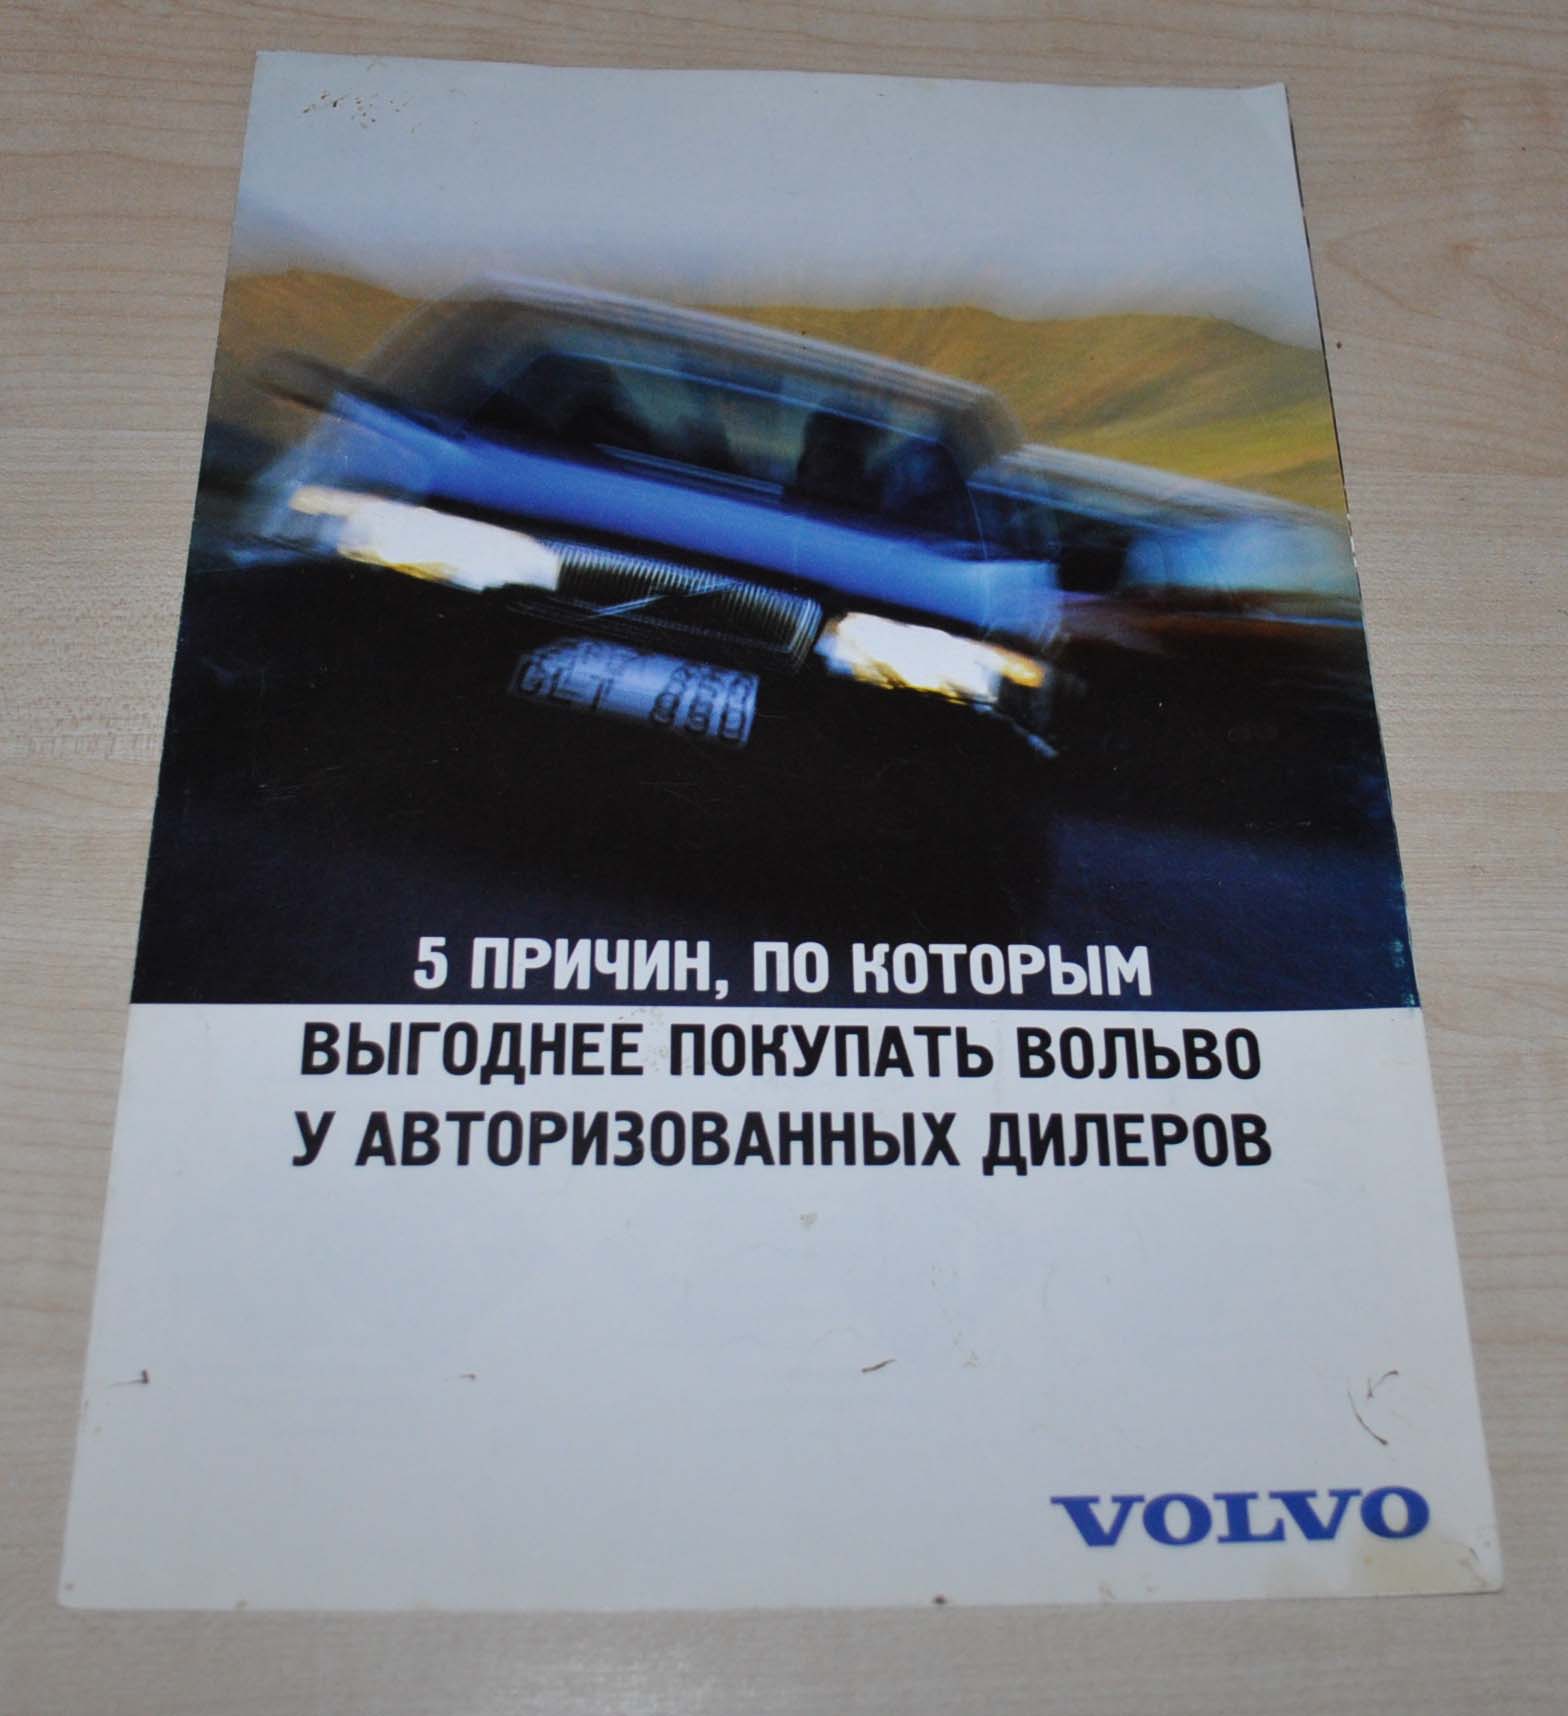 5 ПРИЧИН, ПО КОТОРЫМ
ВЫГОДНЕЕ ПОКУПАТЬ ВОЛЬВО
У АВТОРИЗОВАННЫХ ДИЛЕРОВ
VOLVO